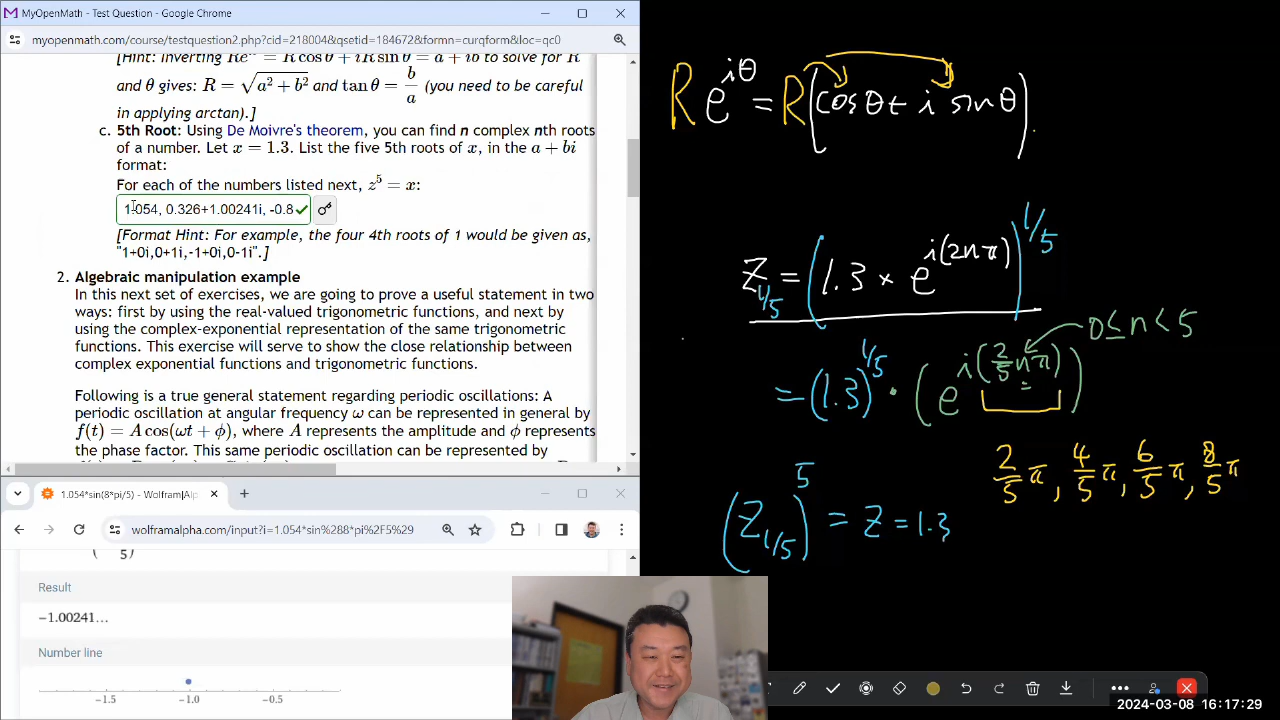 MyOpenMath - Test Question - Google Chrome
myopenmath.com/course/testquestion2.php?cid=218004&qsetid=184672&formn=curqform&loc=qc0
and θ gives: R = √a² + b² and tan θ = b/a (you need to be careful
in applying arctan).]
c. 5th Root: Using De Moivre's theorem, you can find n complex nth roots
of a number. Let x = 1.3. List the five 5th roots of x, in the a + bi
format:
For each of the numbers listed next, z⁵ = x:
1.054, 0.326+1.00241i, -0.8
[Format Hint: For example, the four 4th roots of 1 would be given as,
"1+0i,0+1i,-1+0i,0-1i".]
2. Algebraic manipulation example
In this next set of exercises, we are going to prove a useful statement in two
ways: first by using the real-valued trigonometric functions, and next by
using the complex-exponential representation of the same trigonometric
functions. This exercise will serve to show the close relationship between
complex exponential functions and trigonometric functions.
Following is a true general statement regarding periodic oscillations: A
periodic oscillation at angular frequency ω can be represented in general by
f(t) = A cos(ωt + ϕ), where A represents the amplitude and ϕ represents
the phase factor. This same periodic oscillation can be represented by
1.054*sin(8*pi/5) - Wolfram|Alp
wolframalpha.com/input?i=1.054*sin%288*pi%2F5%29
5
Result
−1.00241...
Number line
−1.5 −1.0 −0.5
R e^{iθ} = R(cosθ + i sinθ)
Z_{1/5} = (1.3 × e^{i(2nπ)})^{1/5}
= (1.3)^{1/5} · (e^{i(2/5 nπ)}) 0 ≤ n < 5
2/5 π, 4/5 π, 6/5 π, 8/5 π
(Z_{1/5})^5 = Z = 1.3
2024-03-08 16:17:29